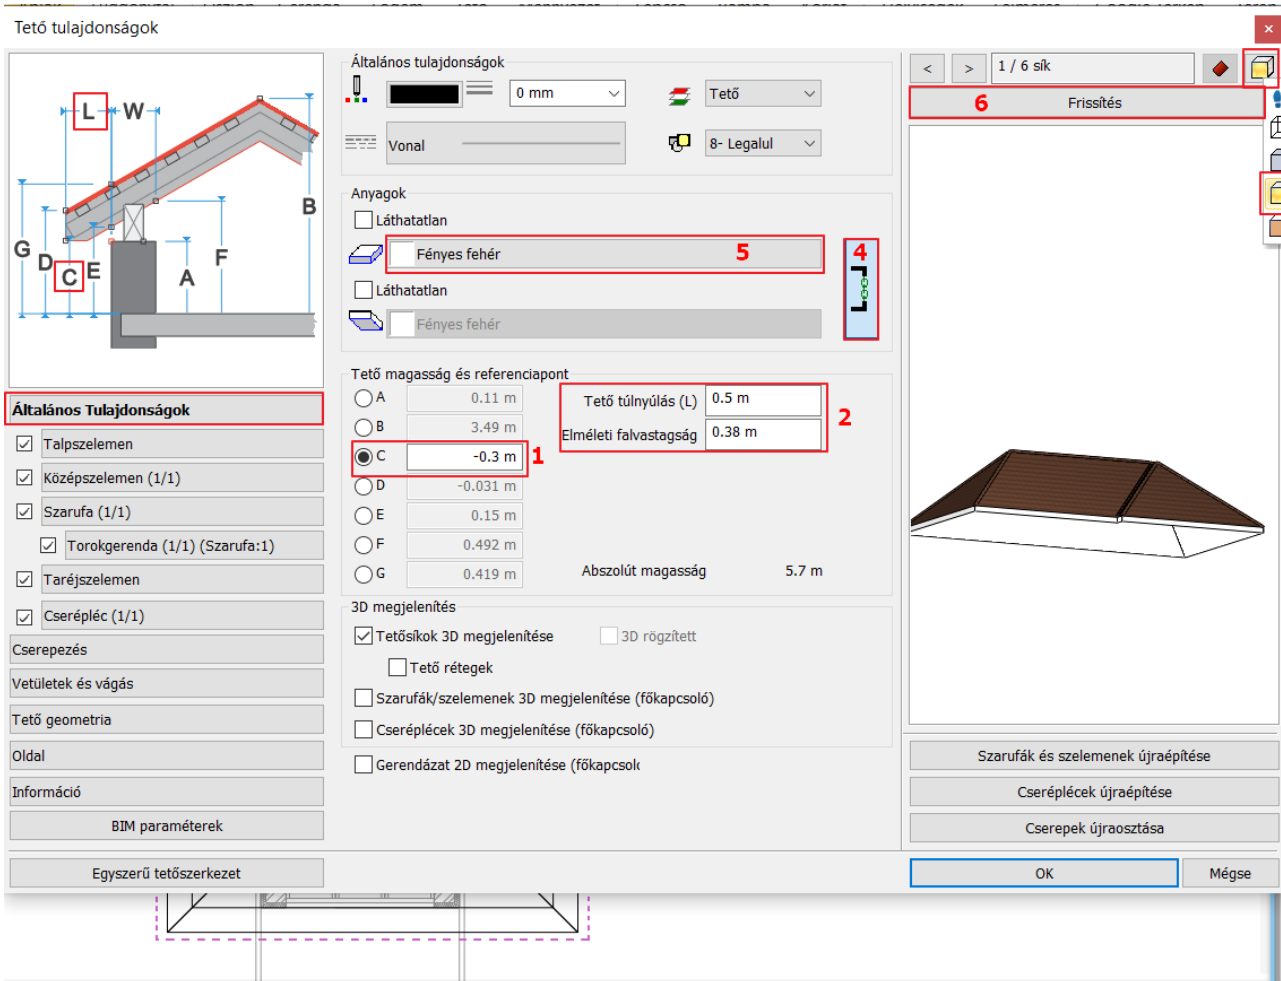 Tető tulajdonságok
L
W
B
G
D
C
E
A
F
Általános Tulajdonságok
Talpszelemen
Középszelemen (1/1)
Szarufa (1/1)
Torokgerenda (1/1) (Szarufa:1)
Taréjszelemen
Cserépléc (1/1)
Cserepezés
Vetületek és vágás
Tető geometria
Oldal
Információ
BIM paraméterek
Egyszerű tetőszerkezet
Általános tulajdonságok
0 mm
Tető
Vonal
8- Legalul
Anyagok
Láthatatlan
Fényes fehér 5
4
Láthatatlan
Fényes fehér
Tető magasság és referenciapont
A 0.11 m
B 3.49 m
C -0.3 m 1
D -0.031 m
E 0.15 m
F 0.492 m
G 0.419 m
Tető túlnyúlás (L) 0.5 m
2
Elméleti falvastagság 0.38 m
Abszolút magasság 5.7 m
3D megjelenítés
Tetősíkok 3D megjelenítése 3D rögzített
Tető rétegek
Szarufák/szelemenek 3D megjelenítése (főkapcsoló)
Cseréplécek 3D megjelenítése (főkapcsoló)
Gerendázat 2D megjelenítése (főkapcsolo
< > 1 / 6 sík
6 Frissítés
Szarufák és szelemenek újraépítése
Cseréplécek újraépítése
Cserepek újraosztása
OK
Mégse